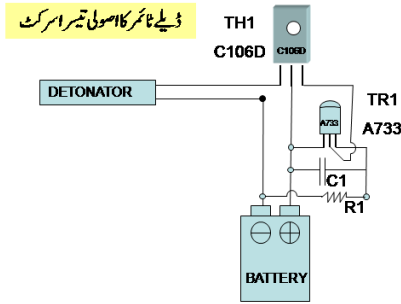 ڈیلے ٹائمر کا اصولی تیسرا سرکٹ
TH1
C106D
C106D
DETONATOR
TR1
A733
A733
C1
R1
BATTERY